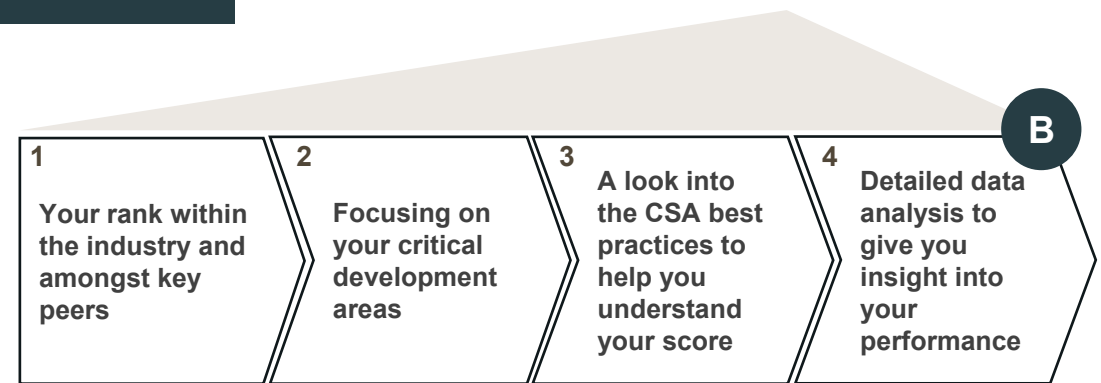 B
1
Your rank within
the industry and
amongst key
peers
2
Focusing on
your critical
development
areas
3
A look into
the CSA best
practices to
help you
understand
your score
4
Detailed data
analysis to
give you
insight into
your
performance